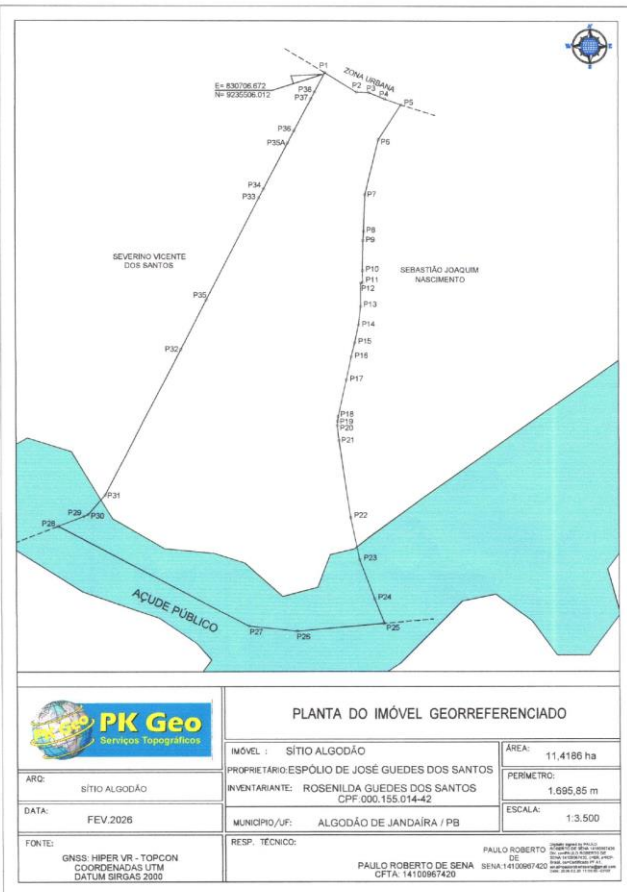 P1
ZONA URBANA
E= 830706.672
N= 9235506.012
P38
P37
P2
P3
P4
P5
P36
P35A
P6
P34
P33
P7
P8
P9
SEVERINO VICENTE
DOS SANTOS
SEBASTIÃO JOAQUIM
NASCIMENTO
P10
P11
P12
P35
P13
P14
P15
P32
P16
P17
P18
P19
P20
P21
P31
P29
P30
P28
P22
P23
P24
P25
AÇUDE PÚBLICO
P27
P26
PK Geo
PK Geo
Serviços Topográficos
PLANTA DO IMÓVEL GEORREFERENCIADO
IMÓVEL : SÍTIO ALGODÃO
PROPRIETÁRIO: ESPÓLIO DE JOSÉ GUEDES DOS SANTOS
INVENTARIANTE: ROSENILDA GUEDES DOS SANTOS
CPF:000.155.014-42
ÁREA:
11,4186 ha
PERÍMETRO:
1.695,85 m
ARQ:
SÍTIO ALGODÃO
DATA:
FEV.2026
MUNICÍPIO/UF: ALGODÃO DE JANDAÍRA / PB
ESCALA:
1:3.500
FONTE:
GNSS: HIPER VR - TOPCON
COORDENADAS UTM
DATUM SIRGAS 2000
RESP. TÉCNICO:
PAULO ROBERTO DE SENA
CFTA: 14100967420
PAULO ROBERTO
DE
SENA:14100967420